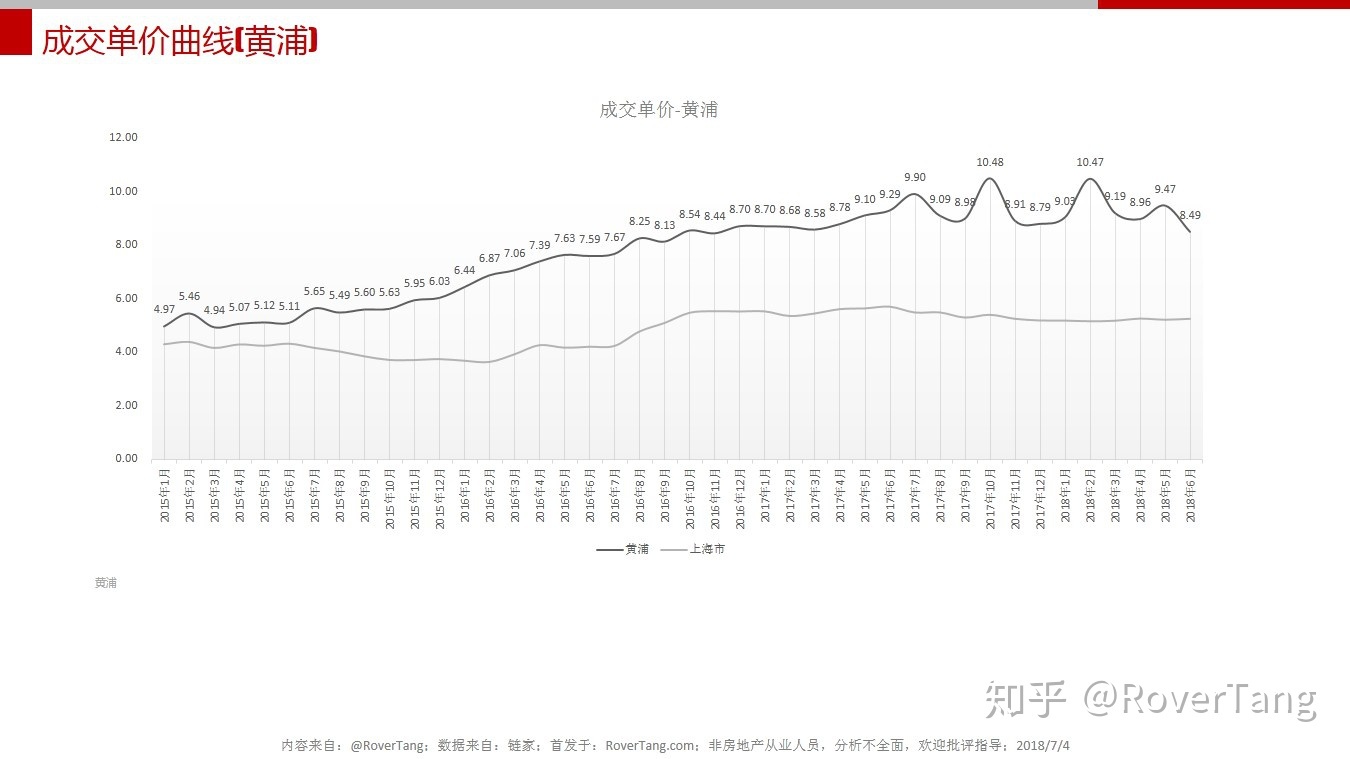 成交单价曲线(黄浦)
成交单价-黄浦
12.00
10.00
8.00
6.00
4.00
2.00
0.00
4.97 5.46 4.94 5.07 5.12 5.11 5.65 5.49 5.60 5.63 5.95 6.03 6.44 6.87 7.06 7.39 7.63 7.59 7.67 8.25 8.13 8.54 8.44 8.70 8.70 8.68 8.58 8.78 9.10 9.29 9.90 9.09 8.98 10.48 8.91 8.79 9.03 10.47 9.19 8.96 9.47 8.49
2015年1月 2015年2月 2015年3月 2015年4月 2015年5月 2015年6月 2015年7月 2015年8月 2015年9月 2015年10月 2015年11月 2015年12月 2016年1月 2016年2月 2016年3月 2016年4月 2016年5月 2016年6月 2016年7月 2016年8月 2016年9月 2016年10月 2016年11月 2016年12月 2017年1月 2017年2月 2017年3月 2017年4月 2017年5月 2017年6月 2017年7月 2017年8月 2017年9月 2017年10月 2017年11月 2017年12月 2018年1月 2018年2月 2018年3月 2018年4月 2018年5月 2018年6月
黄浦 上海市
黄浦
知乎 @RoverTang
内容来自：@RoverTang；数据来自：链家；首发于：RoverTang.com；非房地产从业人员，分析不全面，欢迎批评指导；2018/7/4